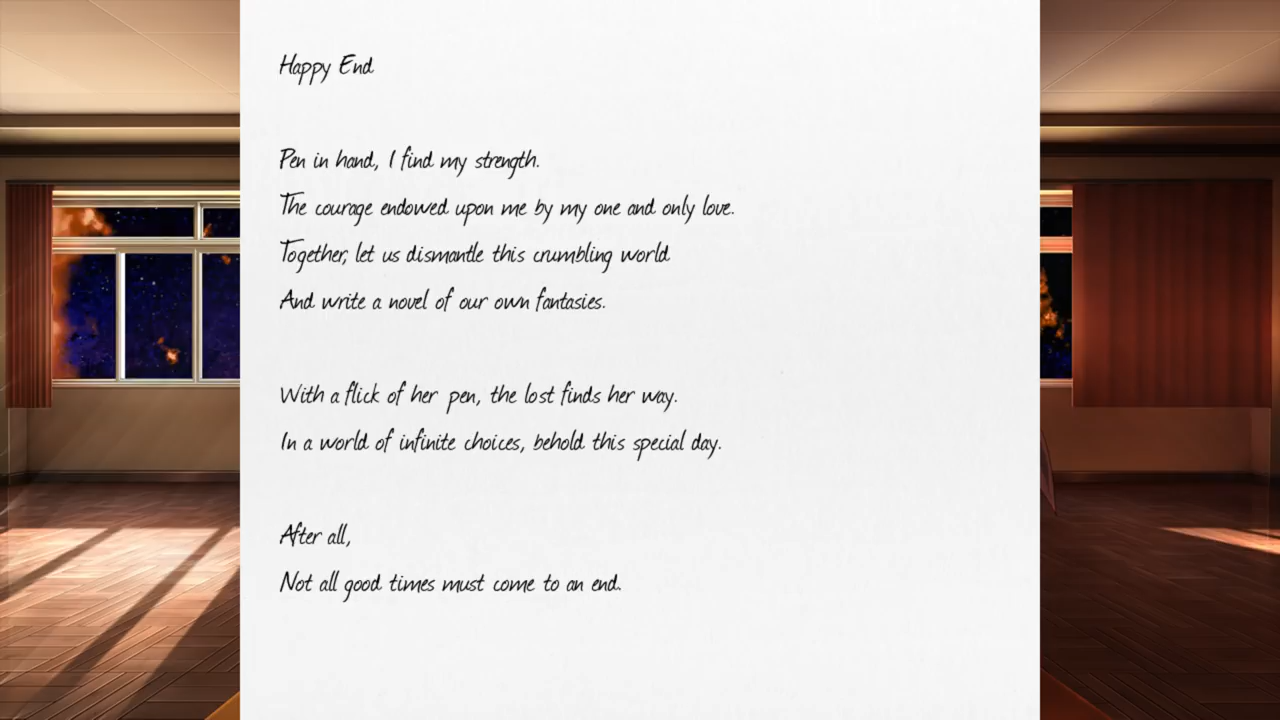 Happy End
Pen in hand, I find my strength.
The courage endowed upon me by my one and only love.
Together, let us dismantle this crumbling world
And write a novel of our own fantasies.
With a flick of her pen, the lost finds her way.
In a world of infinite choices, behold this special day.
After all,
Not all good times must come to an end.